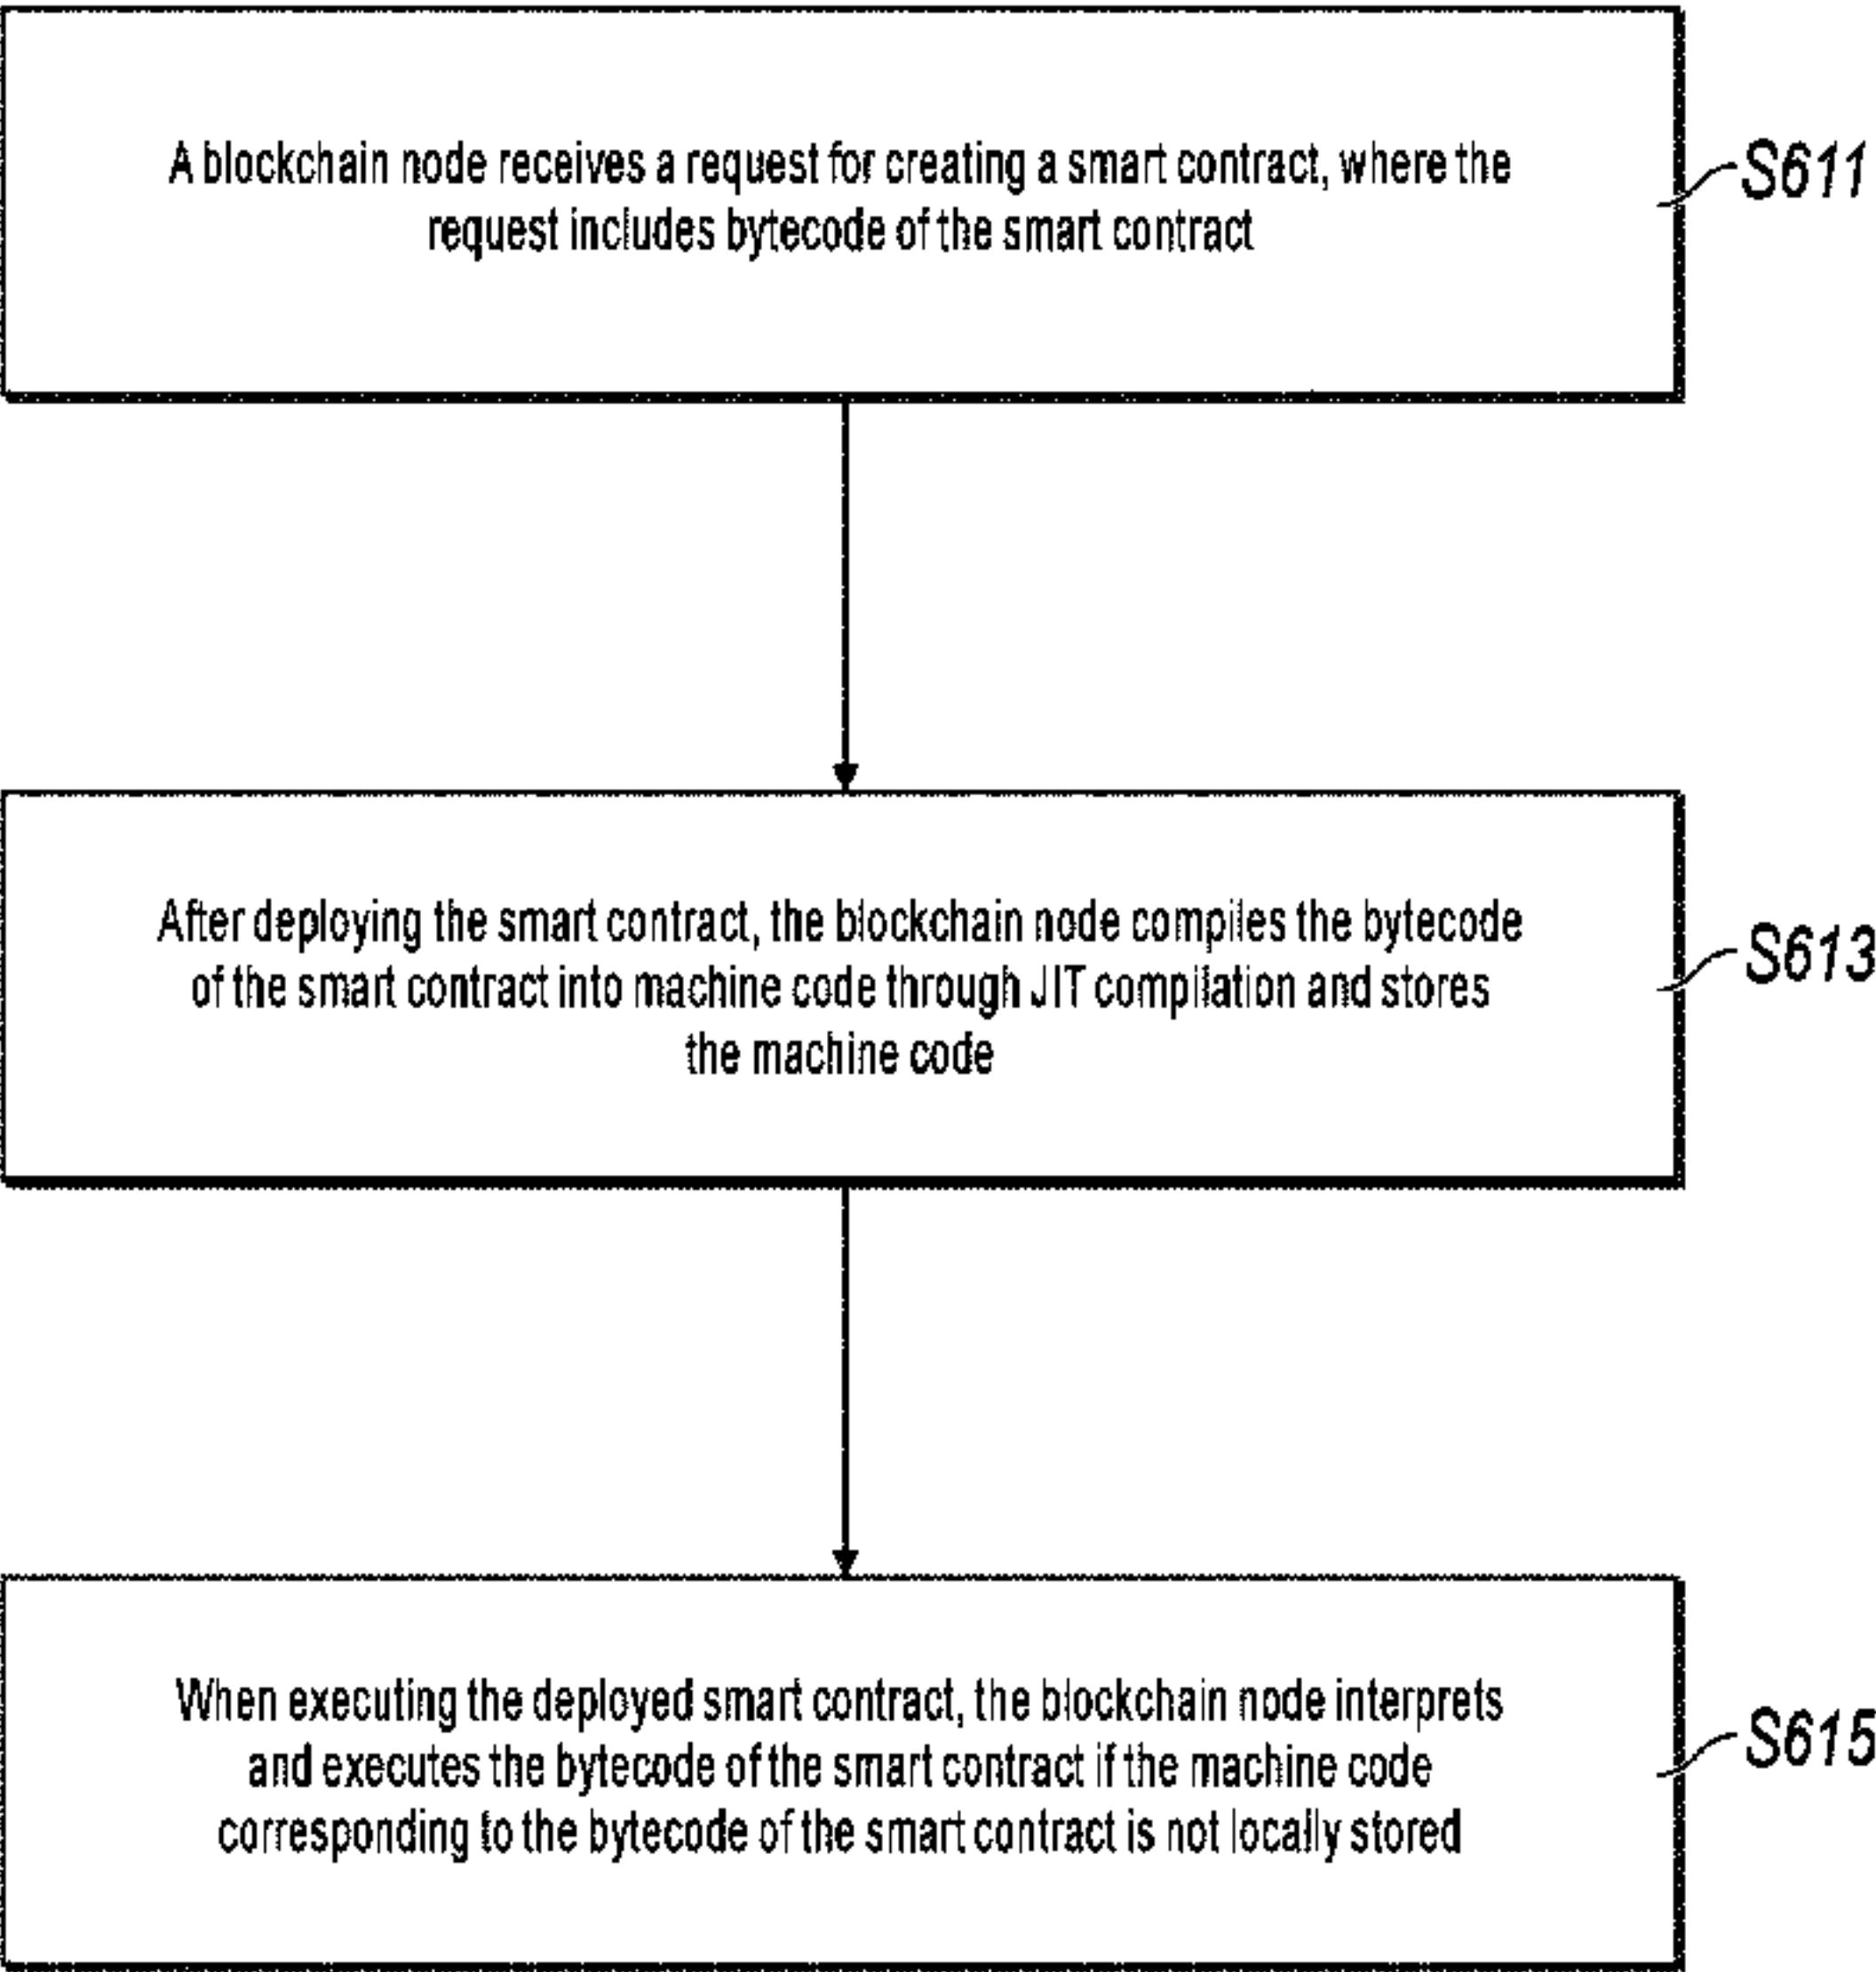 A blockchain node receives a request for creating a smart contract, where the
request includes bytecode of the smart contract
S611
After deploying the smart contract, the blockchain node compiles the bytecode
of the smart contract into machine code through JIT compilation and stores
the machine code
S613
When executing the deployed smart contract, the blockchain node interprets
and executes the bytecode of the smart contract if the machine code
corresponding to the bytecode of the smart contract is not locally stored
S615